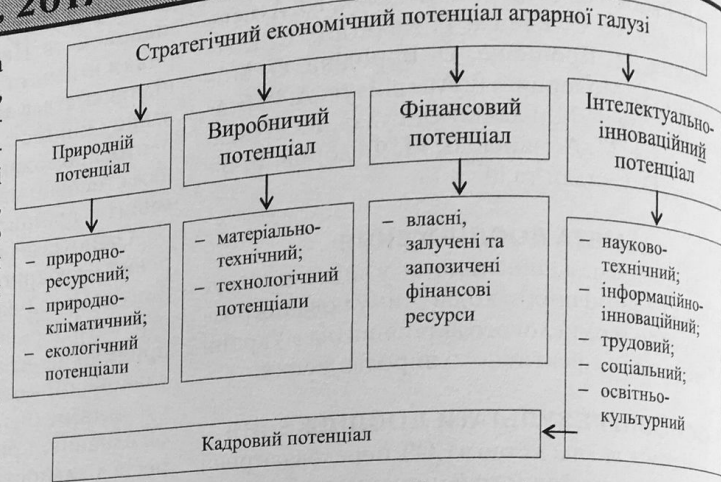 , 201
Стратегічний економічний потенціал аграрної галузі
Природній
потенціал
Виробничий
потенціал
Фінансовий
потенціал
Інтелектуально-
інноваційний
потенціал
– природно-
ресурсний;
– природно-
кліматичний;
– екологічний
потенціали
– матеріально-
технічний;
– технологічний
потенціали
– власні,
залучені та
запозичені
фінансові
ресурси
– науково-
технічний;
– інформаційно-
інноваційний;
– трудовий;
– соціальний;
– освітньо-
культурний
Кадровий потенціал